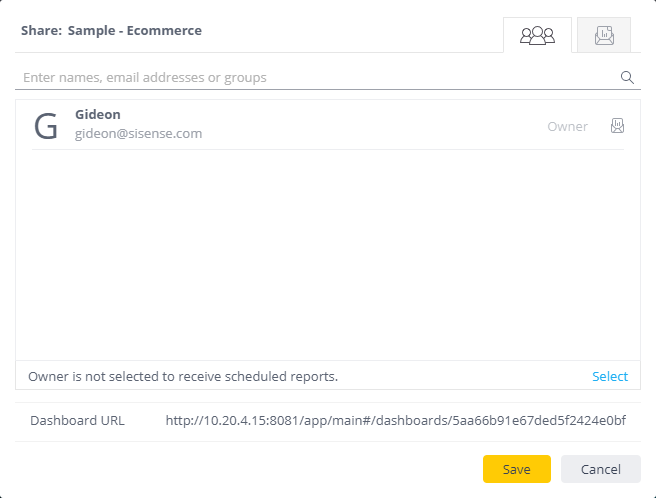 Share: Sample - Ecommerce
Enter names, email addresses or groups
G
Gideon
gideon@sisense.com
Owner
Owner is not selected to receive scheduled reports.
Select
Dashboard URL
http://10.20.4.15:8081/app/main#/dashboards/5aa66b91e67ded5f2424e0bf
Save
Cancel